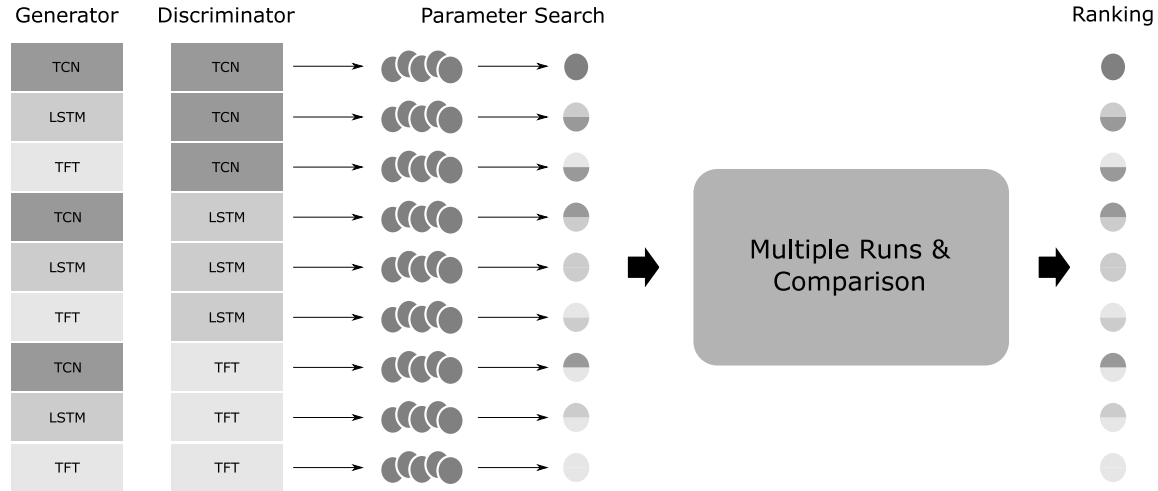 Generator Discriminator Parameter Search Ranking
TCN TCN
LSTM TCN
TFT TCN
TCN LSTM
LSTM LSTM
TFT LSTM
TCN TFT
LSTM TFT
TFT TFT
Multiple Runs &
Comparison